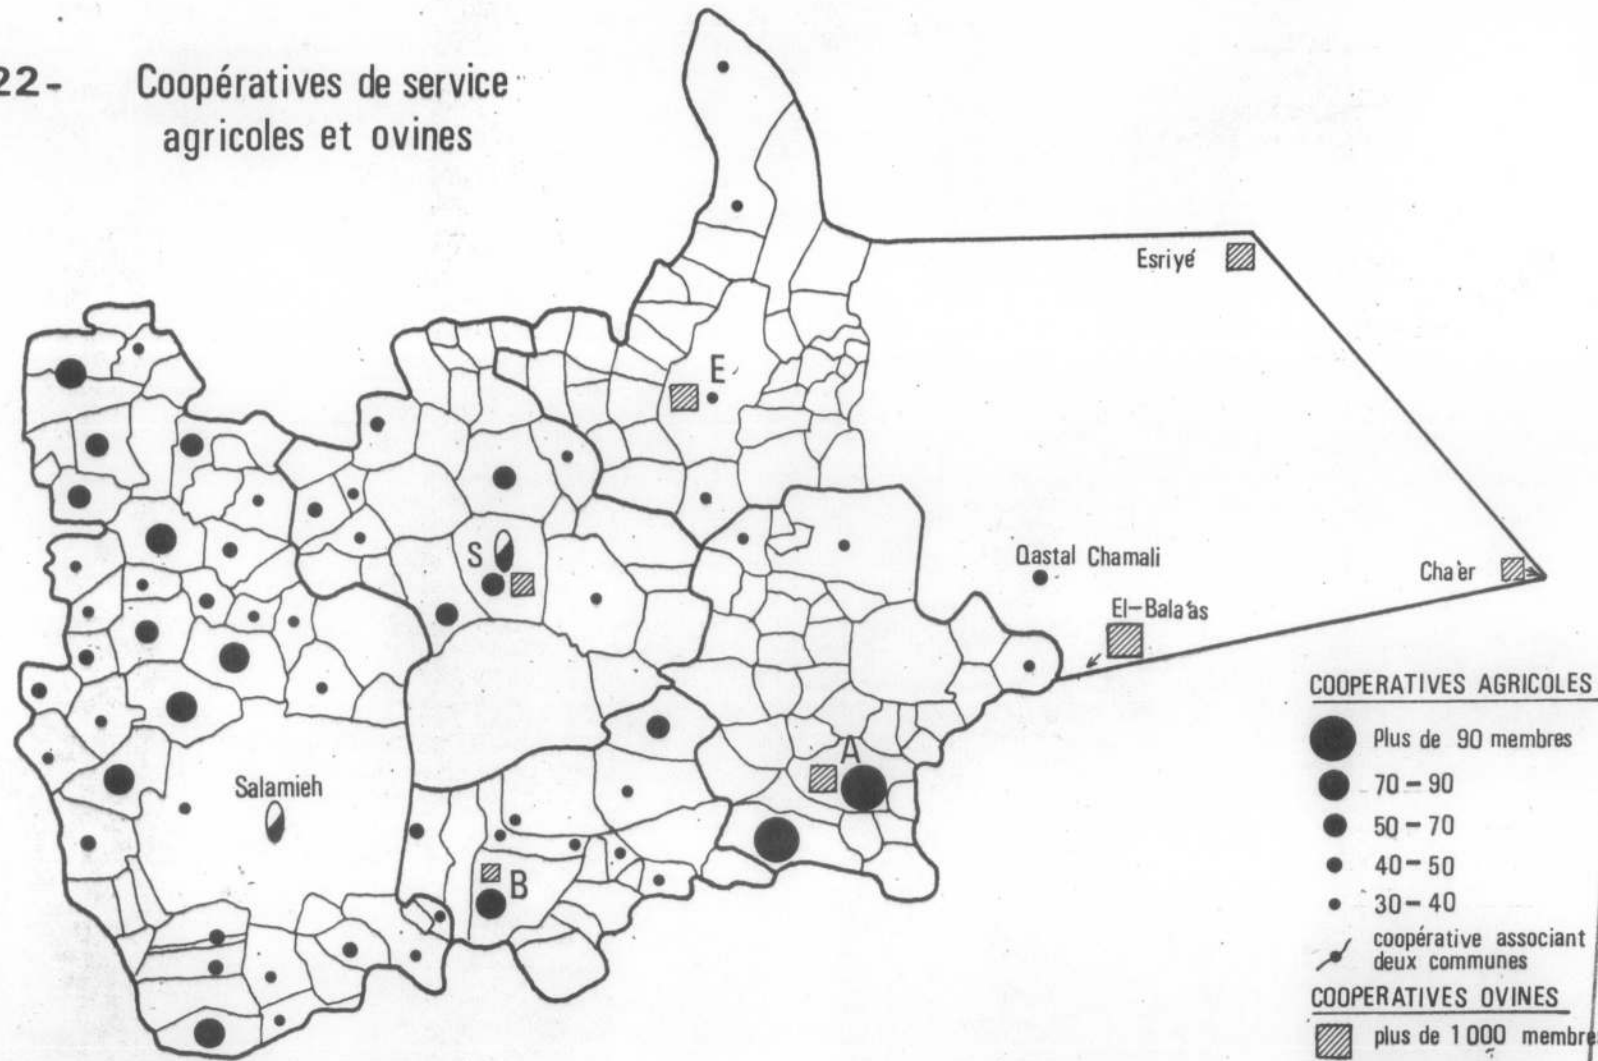 22- Coopératives de service
agricoles et ovines
Esriyé
E
S
Qastal Chamali
Cha'er
El-Bala'as
A
Salamieh
B
COOPERATIVES AGRICOLES
Plus de 90 membres
70-90
50-70
40-50
30-40
coopérative associant
deux communes
COOPERATIVES OVINES
plus de 1 000 membre